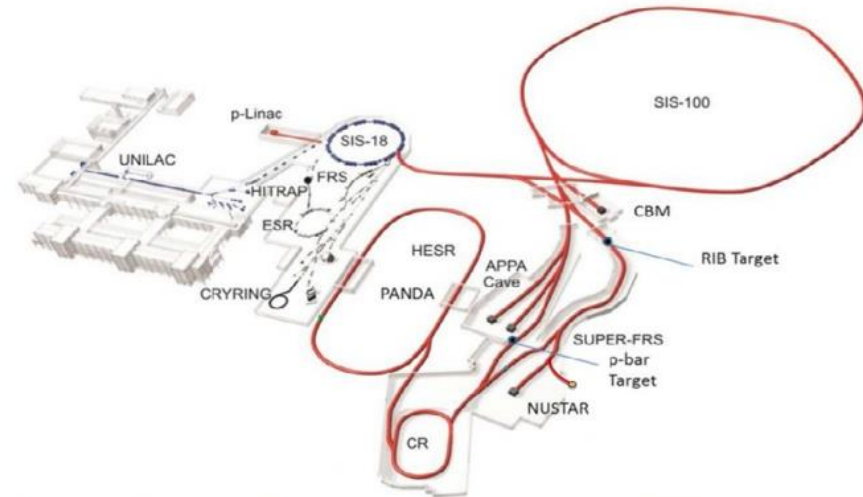 SIS-100
p-Linac
SIS-18
UNILAC
FRS
HITRAP
ESR
CBM
HESR
RIB Target
APPA
Cave
CRYRING
PANDA
SUPER-FRS
p-bar
Target
NUSTAR
CR